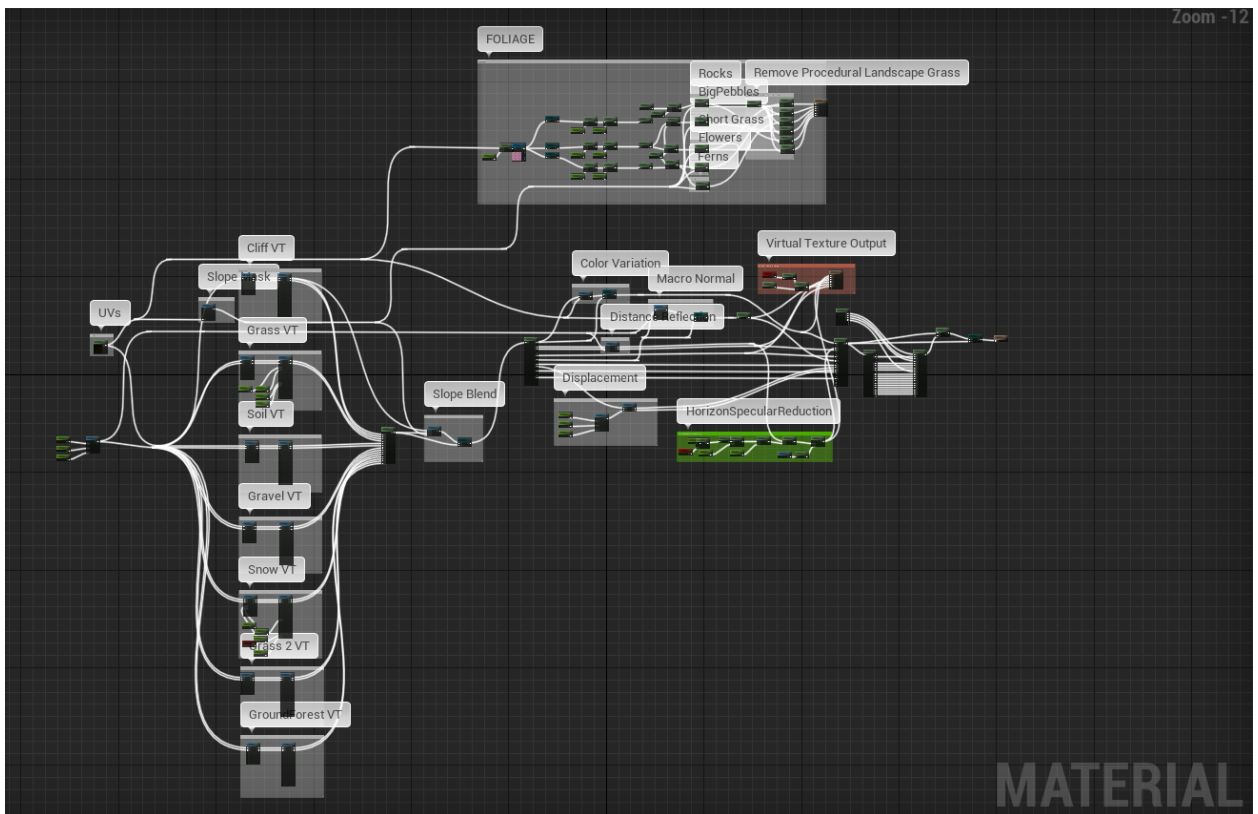 Zoom -12
FOLIAGE
Rocks
Remove Procedural Landscape Grass
BigPebbles
Short Grass
Flowers
Ferns
Cliff VT
Slope Mask
UVs
Grass VT
Soil VT
Gravel VT
Snow VT
Grass 2 VT
GroundForest VT
Slope Blend
Color Variation
Macro Normal
Distance Reflection
Displacement
HorizonSpecularReduction
Virtual Texture Output
MATERIAL